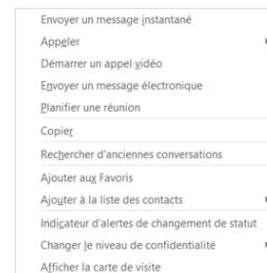 Envoyer un message instantané
Appeler
Démarrer un appel vidéo
Envoyer un message électronique
Planifier une réunion
Copier
Rechercher d'anciennes conversations
Ajouter aux Favoris
Ajouter à la liste des contacts
Indicateur d'alertes de changement de statut
Changer le niveau de confidentialité
Afficher la carte de visite